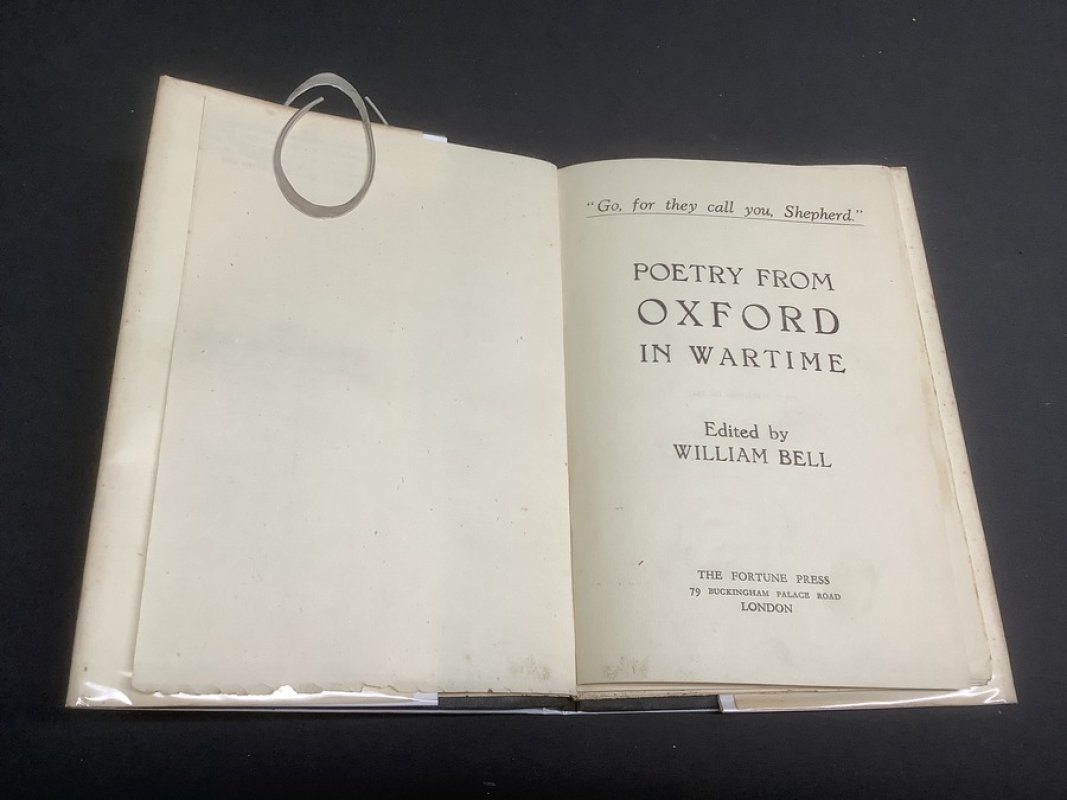 "Go, for they call you, Shepherd."
POETRY FROM
OXFORD
IN WARTIME
Edited by
WILLIAM BELL
THE FORTUNE PRESS
79 BUCKINGHAM PALACE ROAD
LONDON